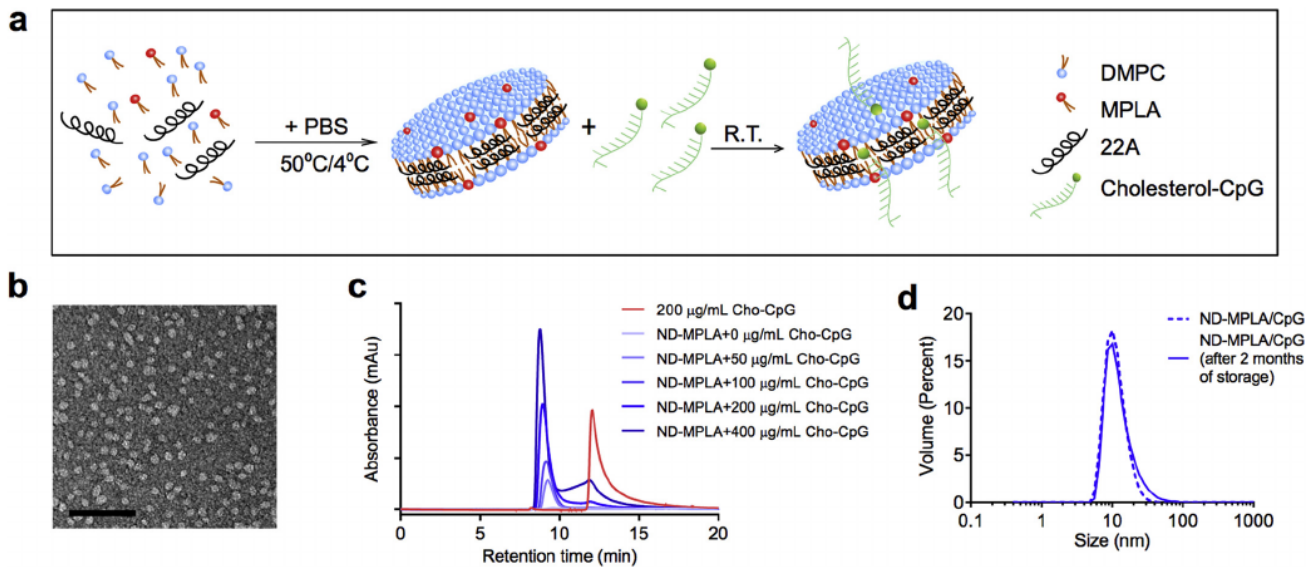 a
+ PBS
50°C/4°C
+
R.T.
DMPC
MPLA
22A
Cholesterol-CpG
b
c
Absorbance (mAu)
200 μg/mL Cho-CpG
ND-MPLA+0 μg/mL Cho-CpG
ND-MPLA+50 μg/mL Cho-CpG
ND-MPLA+100 μg/mL Cho-CpG
ND-MPLA+200 μg/mL Cho-CpG
ND-MPLA+400 μg/mL Cho-CpG
0 5 10 15 20
Retention time (min)
d
Volume (Percent)
20
15
10
5
0
ND-MPLA/CpG
ND-MPLA/CpG
(after 2 months
of storage)
0.1 1 10 100 1000
Size (nm)